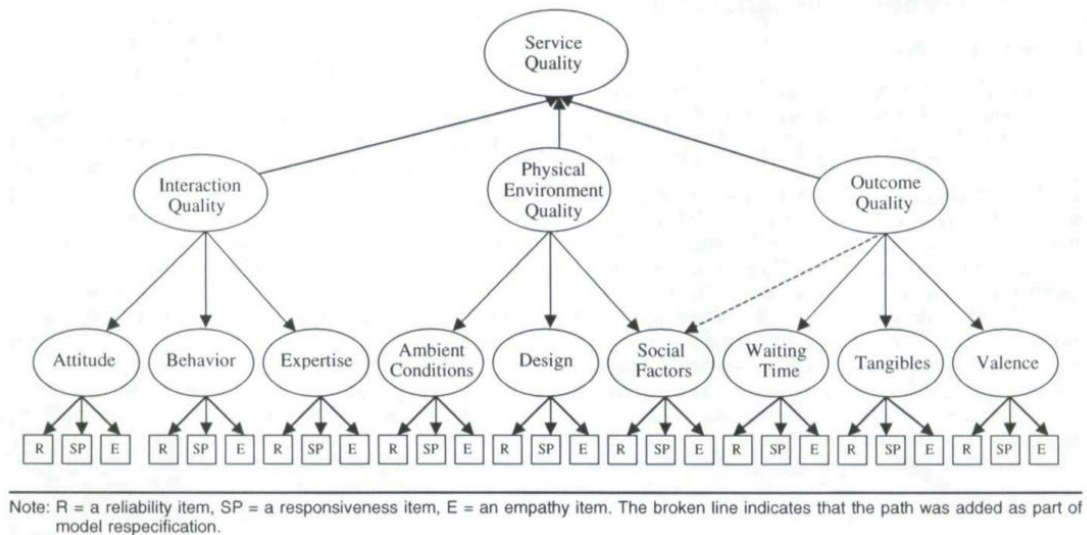 Service
Quality
Interaction
Quality
Physical
Environment
Quality
Outcome
Quality
Attitude
Behavior
Expertise
Ambient
Conditions
Design
Social
Factors
Waiting
Time
Tangibles
Valence
R SP E R SP E R SP E R SP E R SP E R SP E R SP E R SP E R SP E
Note: R = a reliability item, SP = a responsiveness item, E = an empathy item. The broken line indicates that the path was added as part of
model respecification.